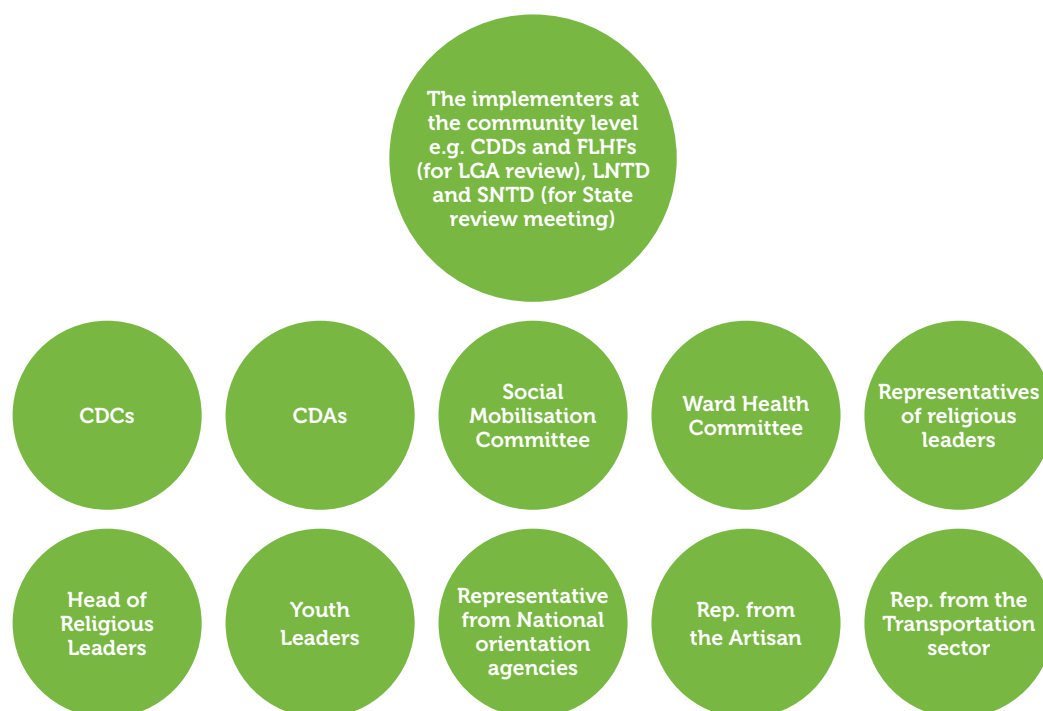 The implementers at
the community level
e.g. CDDs and FLHFs
(for LGA review), LNTD
and SNTD (for State
review meeting)
CDCs
CDAs
Social
Mobilisation
Committee
Ward Health
Committee
Representatives
of religious
leaders
Head of
Religious
Leaders
Youth
Leaders
Representative
from National
orientation
agencies
Rep. from
the Artisan
Rep. from the
Transportation
sector